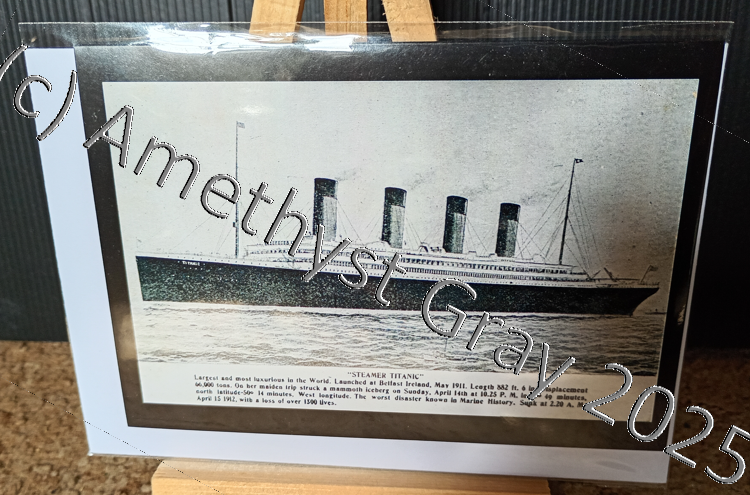 (c) Amethyst Gray 2025
TITANIC
"STEAMER TITANIC"
Largest and most luxurious in the World. Launched at Belfast Ireland, May 1911. Length 882 ft. 6 in. displacement
66,000 tons. On her maiden trip struck a mammoth iceberg on Sunday, April 14th at 10.25 P. M. minutes,
north latitude-50° 14 minutes, West longitude. The worst disaster known in Marine History. Sunk at 2.20 A. M.
April 15 1912, with a loss of over 1500 lives.